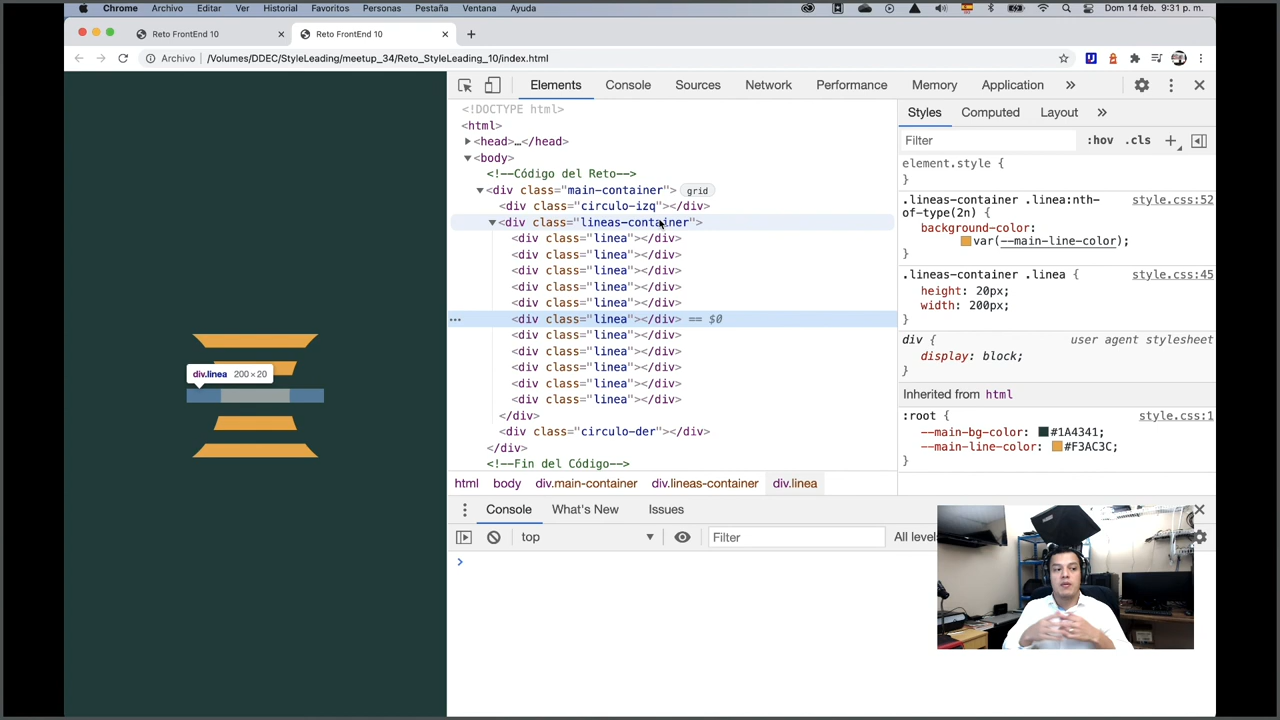 Chrome Archivo Editar Ver Historial Favoritos Personas Pestaña Ventana Ayuda Dom 14 feb. 9:31 p. m.
Reto FrontEnd 10 × Reto FrontEnd 10 × +
Archivo /Volumes/DDEC/StyleLeading/meetup_34/Reto_StyleLeading_10/index.html
Elements Console Sources Network Performance Memory Application »
<!DOCTYPE html>
<html>
<head>…</head>
<body>
<!--Código del Reto-->
<div class="main-container"> grid
<div class="circulo-izq"></div>
<div class="lineas-container">
<div class="linea"></div>
<div class="linea"></div>
<div class="linea"></div>
<div class="linea"></div>
<div class="linea"></div>
<div class="linea"></div> == $0
<div class="linea"></div>
<div class="linea"></div>
<div class="linea"></div>
<div class="linea"></div>
<div class="linea"></div>
</div>
<div class="circulo-der"></div>
</div>
<!--Fin del Código-->
html body div.main-container div.lineas-container div.linea
Styles Computed Layout »
Filter :hov .cls +
element.style {
}
.lineas-container .linea:nth- style.css:52
of-type(2n) {
background-color:
var(--main-line-color);
}
.lineas-container .linea { style.css:45
height: 20px;
width: 200px;
}
div { user agent stylesheet
display: block;
}
Inherited from html
:root { style.css:1
--main-bg-color: #1A4341;
--main-line-color: #F3AC3C;
}
div.linea 200×20
Console What's New Issues
top Filter All level